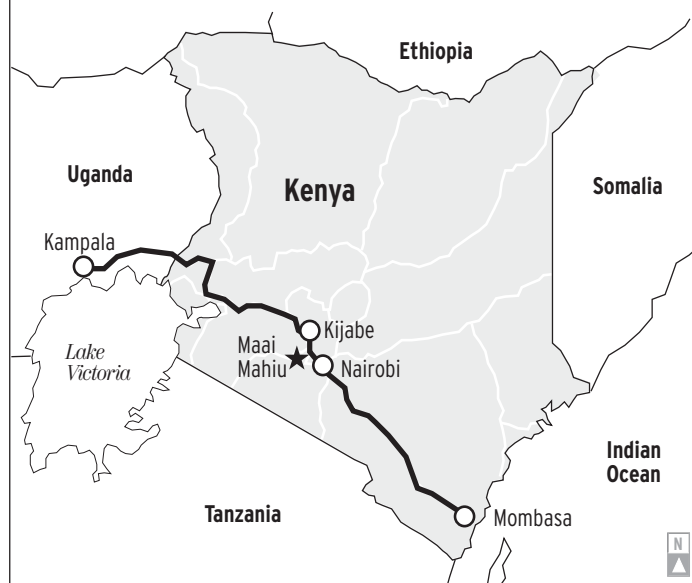 Ethiopia
Uganda
Kenya
Somalia
Kampala
Lake
Victoria
Kijabe
Maai
Mahiu
Nairobi
Indian
Ocean
Tanzania
Mombasa
N